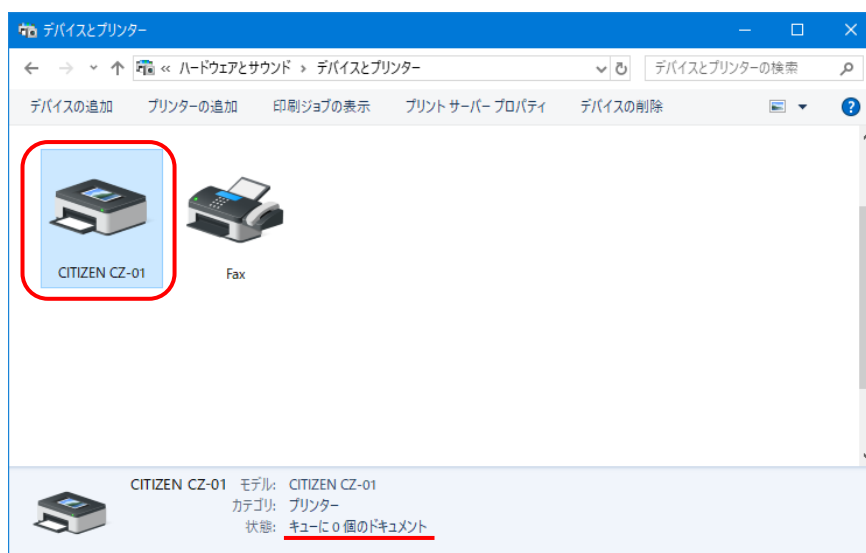 デバイスとプリンター
« ハードウェアとサウンド › デバイスとプリンター
デバイスとプリンターの検索
デバイスの追加 プリンターの追加 印刷ジョブの表示 プリント サーバー プロパティ デバイスの削除
CITIZEN CZ-01
Fax
CITIZEN CZ-01 モデル: CITIZEN CZ-01
カテゴリ: プリンター
状態: キューに 0 個のドキュメント